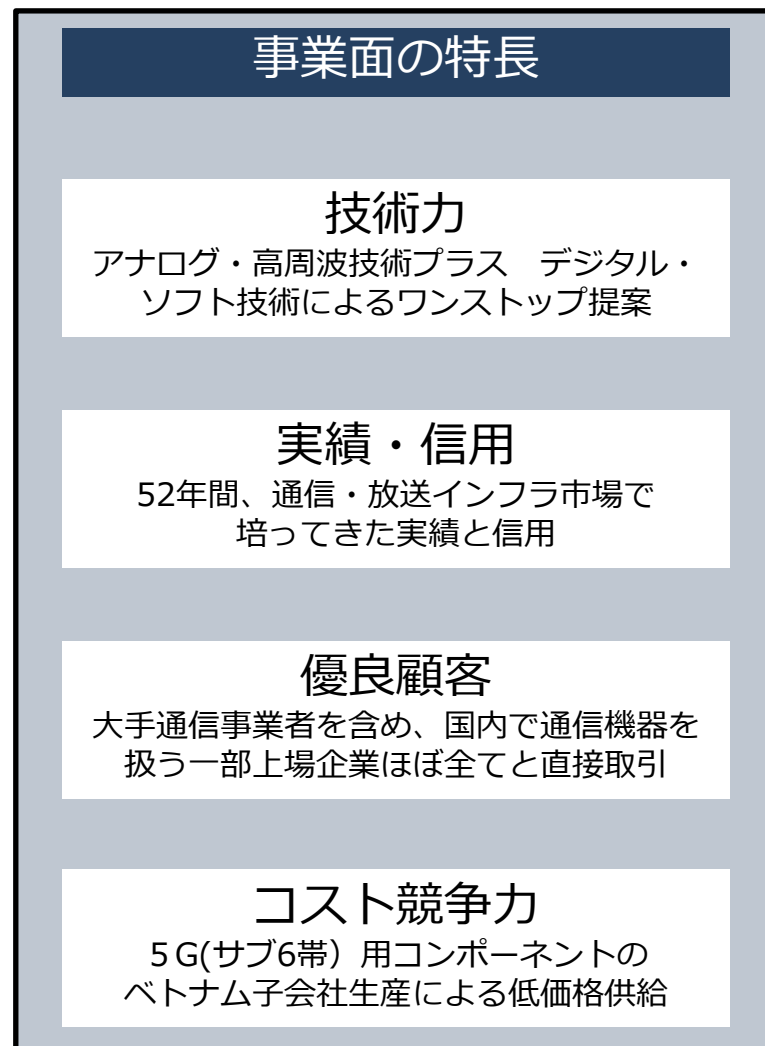 事業面の特長
技術力
アナログ・高周波技術プラス　デジタル・
ソフト技術によるワンストップ提案
実績・信用
52年間、通信・放送インフラ市場で
培ってきた実績と信用
優良顧客
大手通信事業者を含め、国内で通信機器を
扱う一部上場企業ほぼ全てと直接取引
コスト競争力
５G(サブ6帯）用コンポーネントの
ベトナム子会社生産による低価格供給